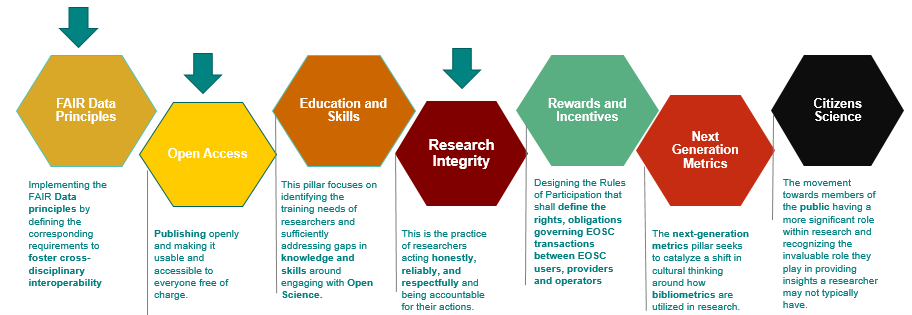 FAIR Data
Principles
Implementing the
FAIR Data
principles by
defining the
corresponding
requirements to
foster cross-
disciplinary
interoperability
Open Access
Publishing openly
and making it
usable and
accessible to
everyone free of
charge.
Education and
Skills
This pillar focuses on
identifying the
training needs of
researchers and
sufficiently
addressing gaps in
knowledge and
skills around
engaging with Open
Science.
Research
Integrity
This is the practice
of researchers
acting honestly,
reliably, and
respectfully and
being accountable
for their actions.
Rewards and
Incentives
Designing the Rules
of Participation that
shall define the
rights, obligations
governing EOSC
transactions
between EOSC
users, providers
and operators
Next
Generation
Metrics
The next-generation
metrics pillar seeks
to catalyze a shift in
cultural thinking
around how
bibliometrics are
utilized in research.
Citizens
Science
The movement
towards members of
the public having a
more significant role
within research and
recognizing the
invaluable role they
play in providing
insights a researcher
may not typically
have.